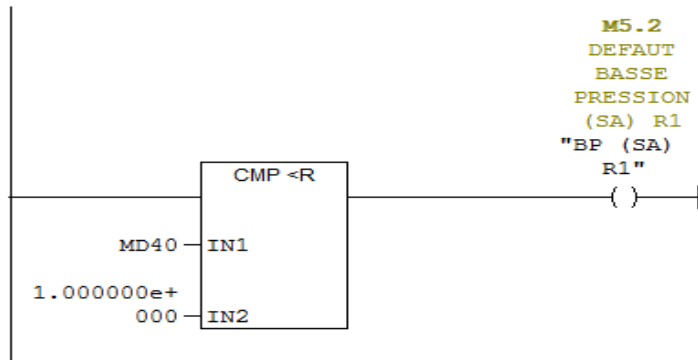 M5.2
DEFAUT
BASSE
PRESSION
(SA) R1
"BP (SA)
R1"
CMP <R
MD40
IN1
1.000000e+
000
IN2